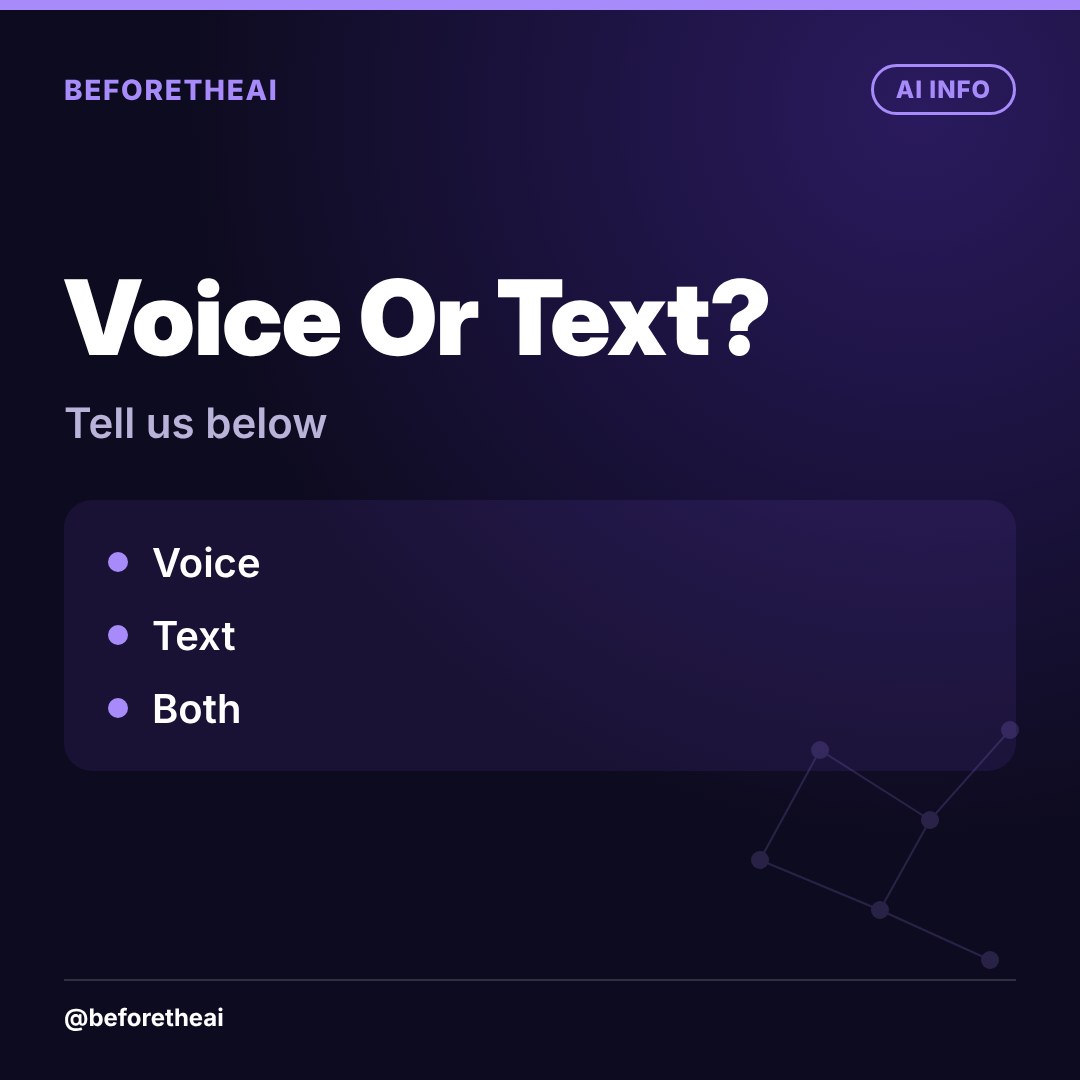 BEFORETHEAI
AI INFO
Voice Or Text?
Tell us below
Voice
Text
Both
@beforetheai